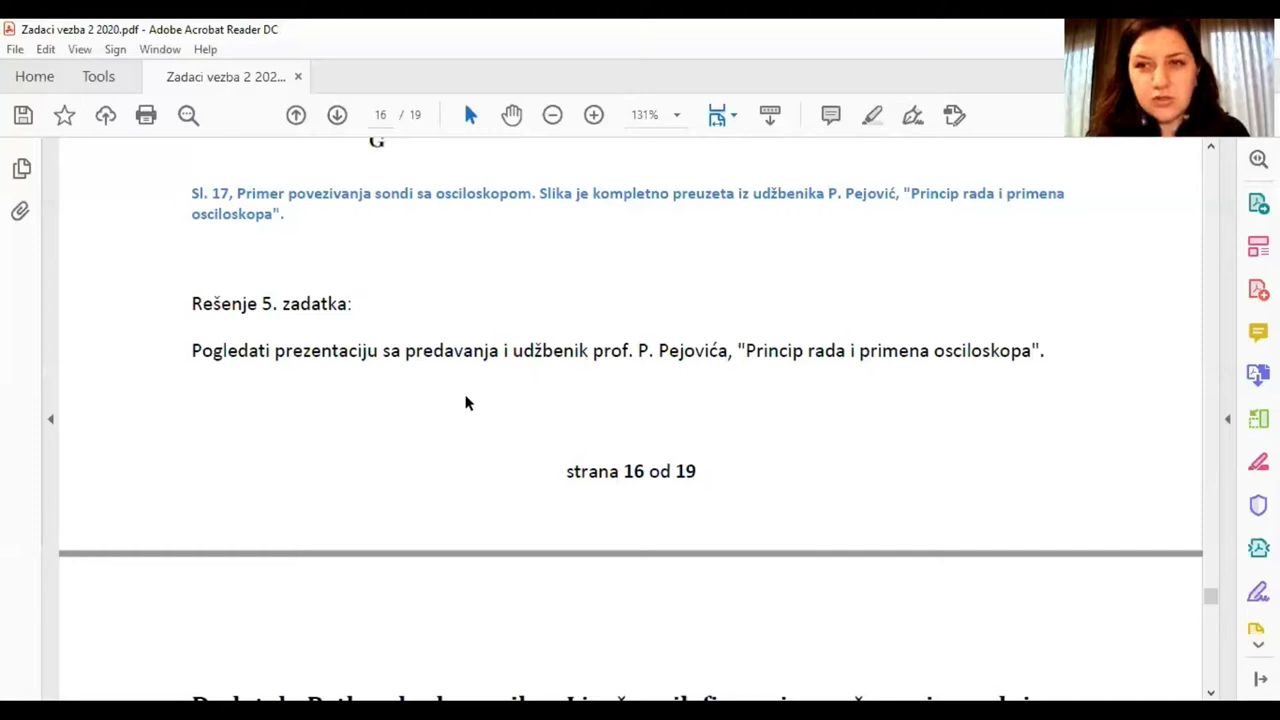 Zadaci vezba 2 2020.pdf - Adobe Acrobat Reader DC
File Edit View Sign Window Help
Home Tools Zadaci vezba 2 202... ×
16 / 19 131%
G
Sl. 17, Primer povezivanja sondi sa osciloskopom. Slika je kompletno preuzeta iz udžbenika P. Pejović, "Princip rada i primena
osciloskopa".
Rešenje 5. zadatka:
Pogledati prezentaciju sa predavanja i udžbenik prof. P. Pejovića, "Princip rada i primena osciloskopa".
strana 16 od 19